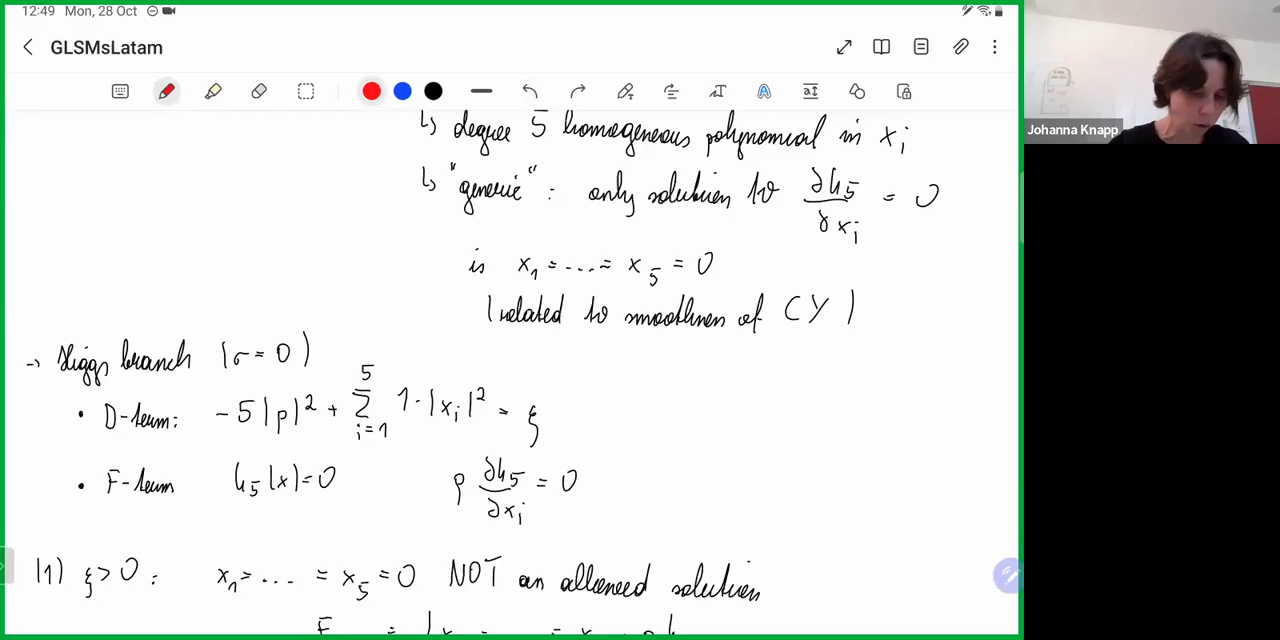 12:49 Mon, 28 Oct
GLSMsLatam
Johanna Knapp
↳ degree 5 homogeneous polynomial in x_i
↳ "generic" : only solution to ∂G_5/∂x_i = 0
is x_1 = .... = x_5 = 0
(related to smoothness of CY)
→ Higgs branch (σ = 0)
• D-term: -5|p|^2 + Σ_{i=1}^5 1·|x_i|^2 = ξ
• F-term G_5(x)=0 p ∂G_5/∂x_i = 0
(1) ξ > 0 : x_1 = ... = x_5 = 0 NOT an allowed solution